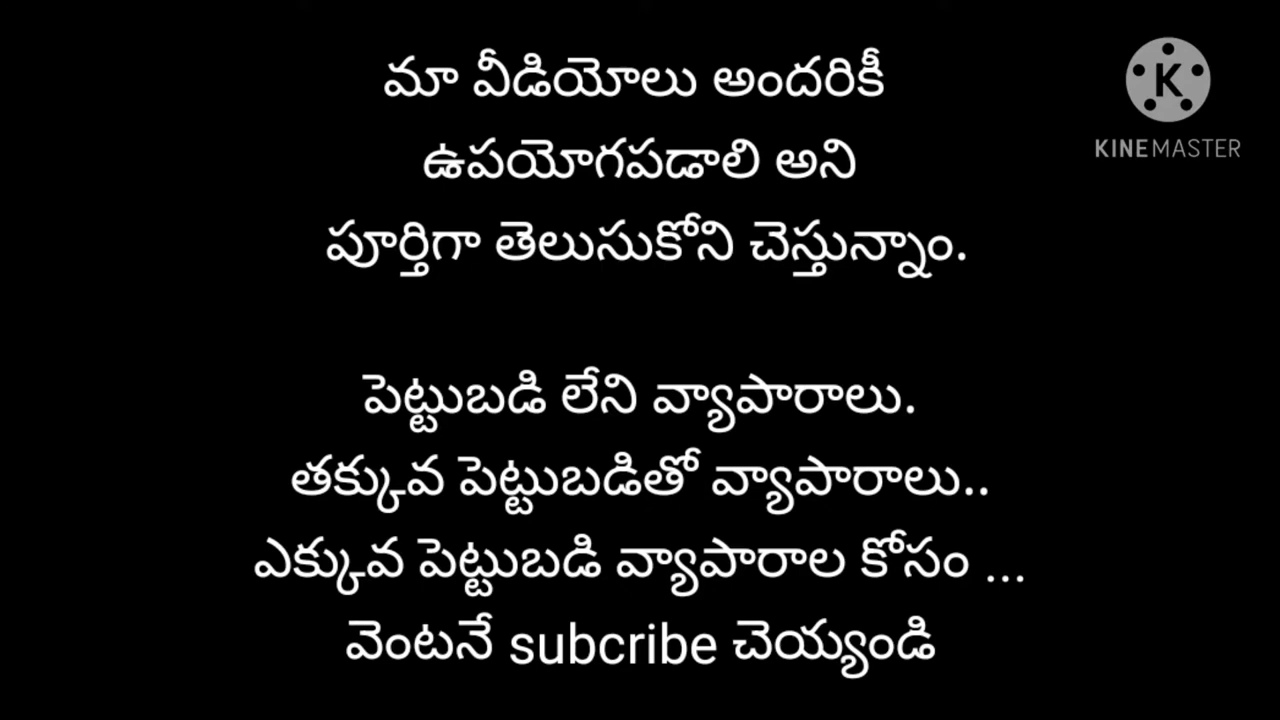 మా వీడియోలు అందరికీ
ఉపయోగపడాలి అని
పూర్తిగా తెలుసుకోని చెస్తున్నాం.
పెట్టుబడి లేని వ్యాపారాలు.
తక్కువ పెట్టుబడితో వ్యాపారాలు..
ఎక్కువ పెట్టుబడి వ్యాపారాల కోసం ...
వెంటనే subcribe చెయ్యండి
K
KINEMASTER